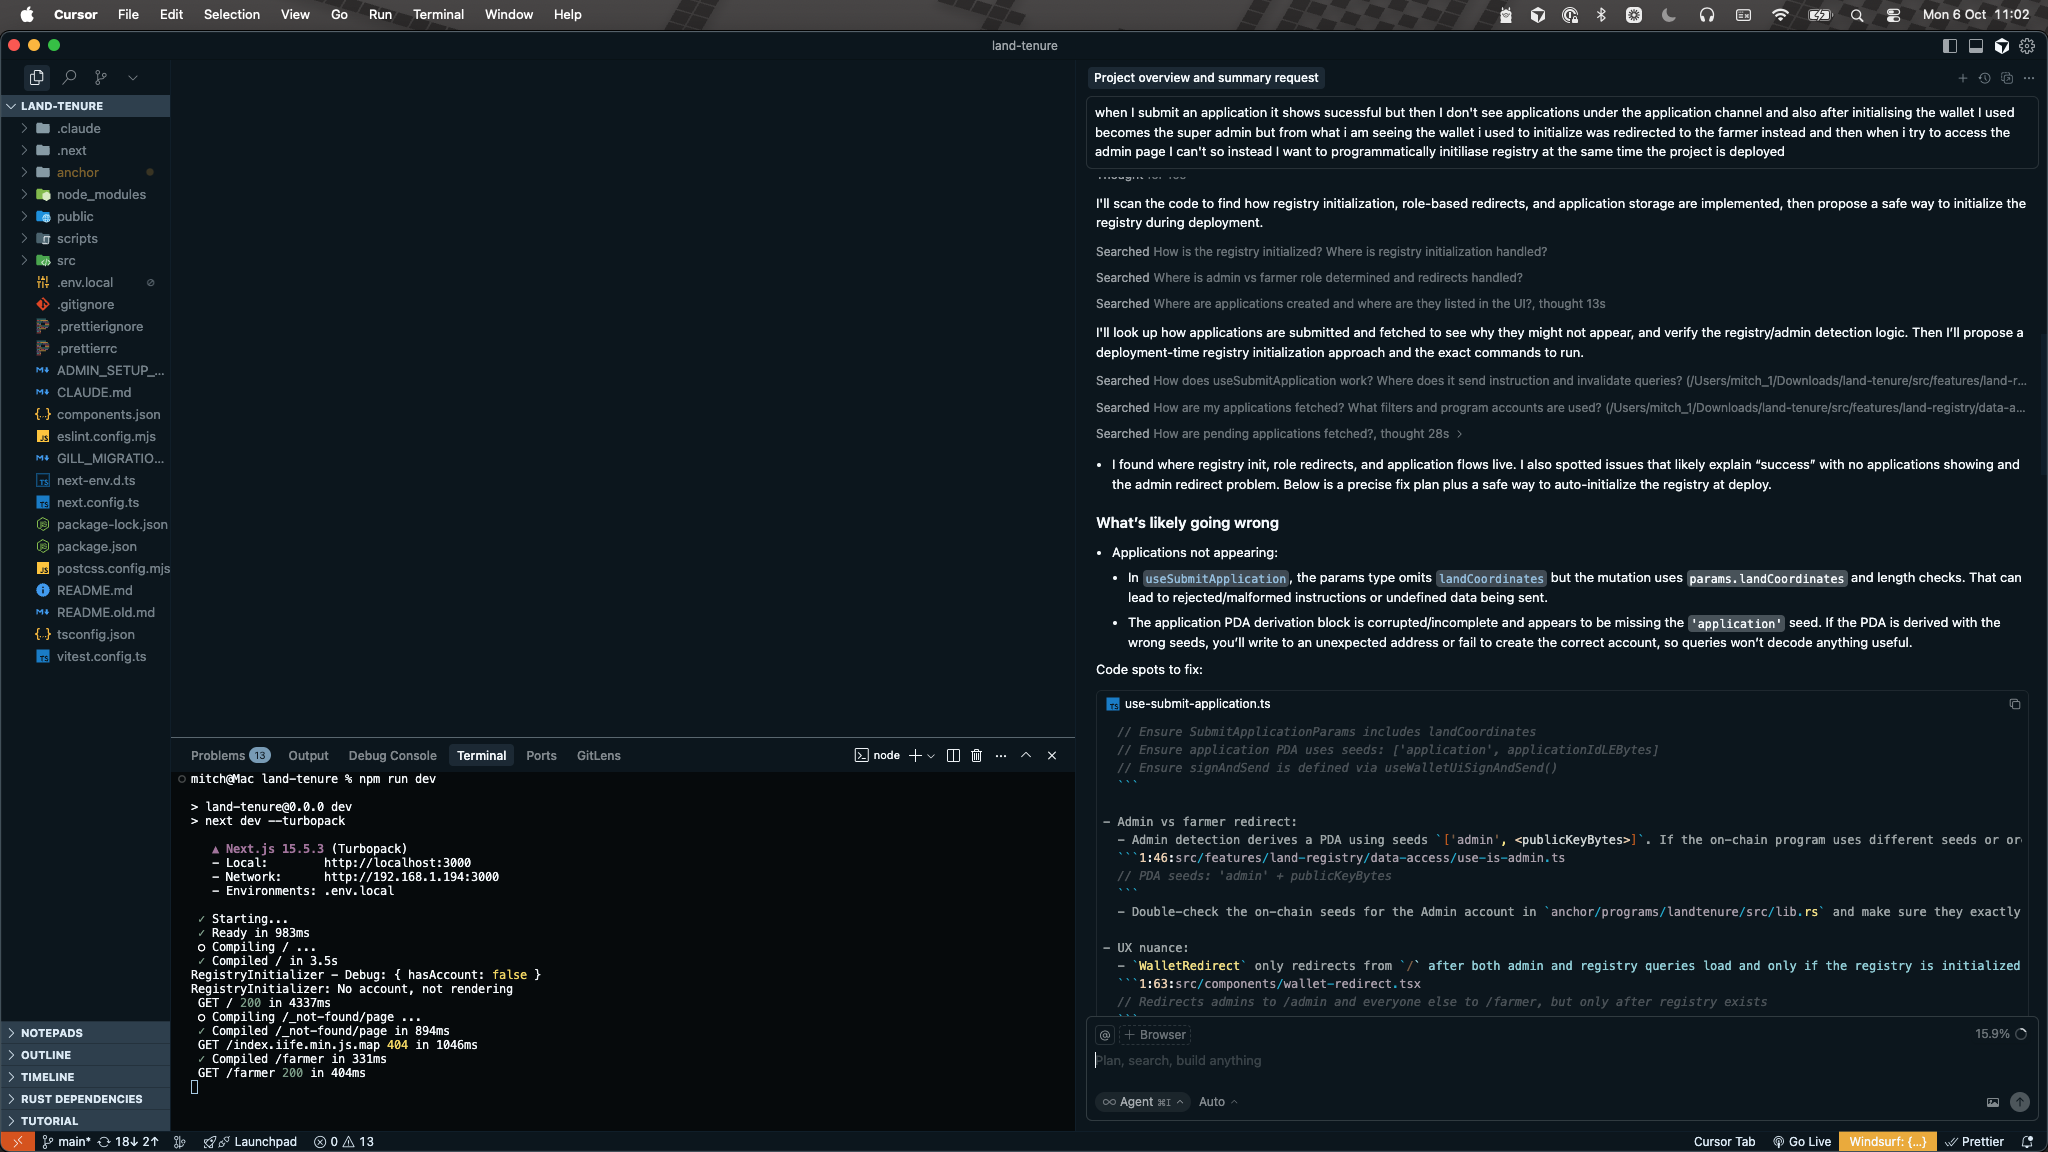 Cursor File Edit Selection View Go Run Terminal Window Help
Mon 6 Oct 11:02
land-tenure
LAND-TENURE
.claude
.next
anchor
node_modules
public
scripts
src
.env.local
.gitignore
.prettierignore
.prettierrc
ADMIN_SETUP_...
CLAUDE.md
components.json
eslint.config.mjs
GILL_MIGRATIO...
next-env.d.ts
next.config.ts
package-lock.json
package.json
postcss.config.mjs
README.md
README.old.md
tsconfig.json
vitest.config.ts
NOTEPADS
OUTLINE
TIMELINE
RUST DEPENDENCIES
TUTORIAL
Problems 13 Output Debug Console Terminal Ports GitLens
node
mitch@Mac land-tenure % npm run dev
> land-tenure@0.0.0 dev
> next dev --turbopack
▲ Next.js 15.5.3 (Turbopack)
- Local: http://localhost:3000
- Network: http://192.168.1.194:3000
- Environments: .env.local
✓ Starting...
✓ Ready in 983ms
○ Compiling / ...
✓ Compiled / in 3.5s
RegistryInitializer - Debug: { hasAccount: false }
RegistryInitializer: No account, not rendering
GET / 200 in 4337ms
○ Compiling /_not-found/page ...
✓ Compiled /_not-found/page in 894ms
GET /index.iife.min.js.map 404 in 1046ms
✓ Compiled /farmer in 331ms
GET /farmer 200 in 404ms
Project overview and summary request
when I submit an application it shows sucessful but then I don't see applications under the application channel and also after initialising the wallet I used
becomes the super admin but from what i am seeing the wallet i used to initialize was redirected to the farmer instead and then when i try to access the
admin page I can't so instead I want to programmatically initiliase registry at the same time the project is deployed
I'll scan the code to find how registry initialization, role-based redirects, and application storage are implemented, then propose a safe way to initialize the
registry during deployment.
Searched How is the registry initialized? Where is registry initialization handled?
Searched Where is admin vs farmer role determined and redirects handled?
Searched Where are applications created and where are they listed in the UI?, thought 13s
I'll look up how applications are submitted and fetched to see why they might not appear, and verify the registry/admin detection logic. Then I'll propose a
deployment-time registry initialization approach and the exact commands to run.
Searched How does useSubmitApplication work? Where does it send instruction and invalidate queries? (/Users/mitch_1/Downloads/land-tenure/src/features/land-r...
Searched How are my applications fetched? What filters and program accounts are used? (/Users/mitch_1/Downloads/land-tenure/src/features/land-registry/data-a...
Searched How are pending applications fetched?, thought 28s
• I found where registry init, role redirects, and application flows live. I also spotted issues that likely explain “success” with no applications showing and
the admin redirect problem. Below is a precise fix plan plus a safe way to auto-initialize the registry at deploy.
What's likely going wrong
• Applications not appearing:
• In useSubmitApplication, the params type omits landCoordinates but the mutation uses params.landCoordinates and length checks. That can
lead to rejected/malformed instructions or undefined data being sent.
• The application PDA derivation block is corrupted/incomplete and appears to be missing the 'application' seed. If the PDA is derived with the
wrong seeds, you'll write to an unexpected address or fail to create the correct account, so queries won't decode anything useful.
Code spots to fix:
use-submit-application.ts
// Ensure SubmitApplicationParams includes landCoordinates
// Ensure application PDA uses seeds: ['application', applicationIdLEBytes]
// Ensure signAndSend is defined via useWalletUiSignAndSend()
```
- Admin vs farmer redirect:
- Admin detection derives a PDA using seeds `['admin', <publicKeyBytes>]`. If the on-chain program uses different seeds or or
```1:46:src/features/land-registry/data-access/use-is-admin.ts
// PDA seeds: 'admin' + publicKeyBytes
```
- Double-check the on-chain seeds for the Admin account in `anchor/programs/landtenure/src/lib.rs` and make sure they exactly
- UX nuance:
- `WalletRedirect` only redirects from `/` after both admin and registry queries load and only if the registry is initialized
```1:63:src/components/wallet-redirect.tsx
// Redirects admins to /admin and everyone else to /farmer, but only after registry exists
@ + Browser 15.9%
Plan, search, build anything
Agent ⌘I Auto
main* 18↓ 2↑ Launchpad 0 13
Cursor Tab Go Live Windsurf: {...} Prettier